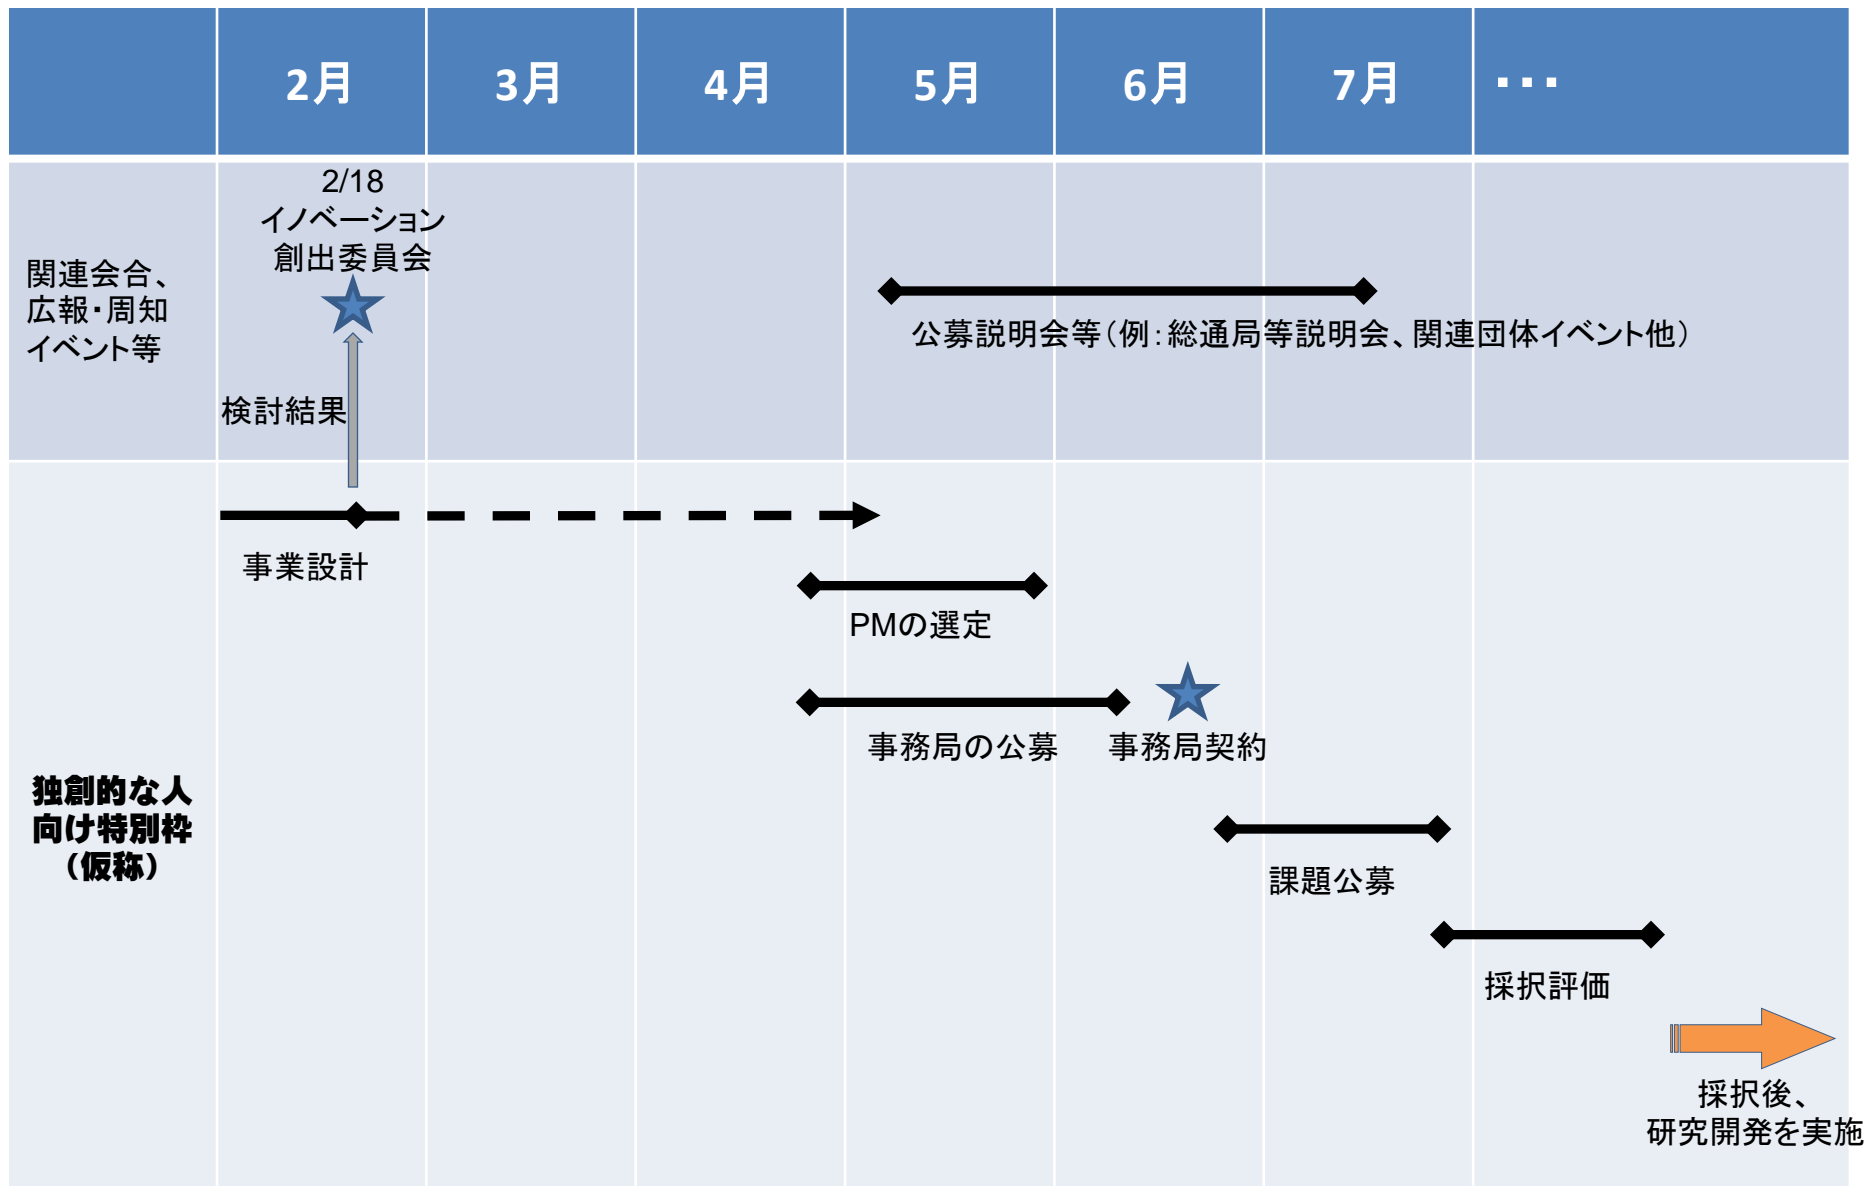 2月
3月
4月
5月
6月
7月
・・・
関連会合、
広報・周知
イベント等
2/18
イノベーション
創出委員会
検討結果
公募説明会等(例:総通局等説明会、関連団体イベント他)
独創的な人
向け特別枠
(仮称)
事業設計
PMの選定
事務局の公募
事務局契約
課題公募
採択評価
採択後、
研究開発を実施